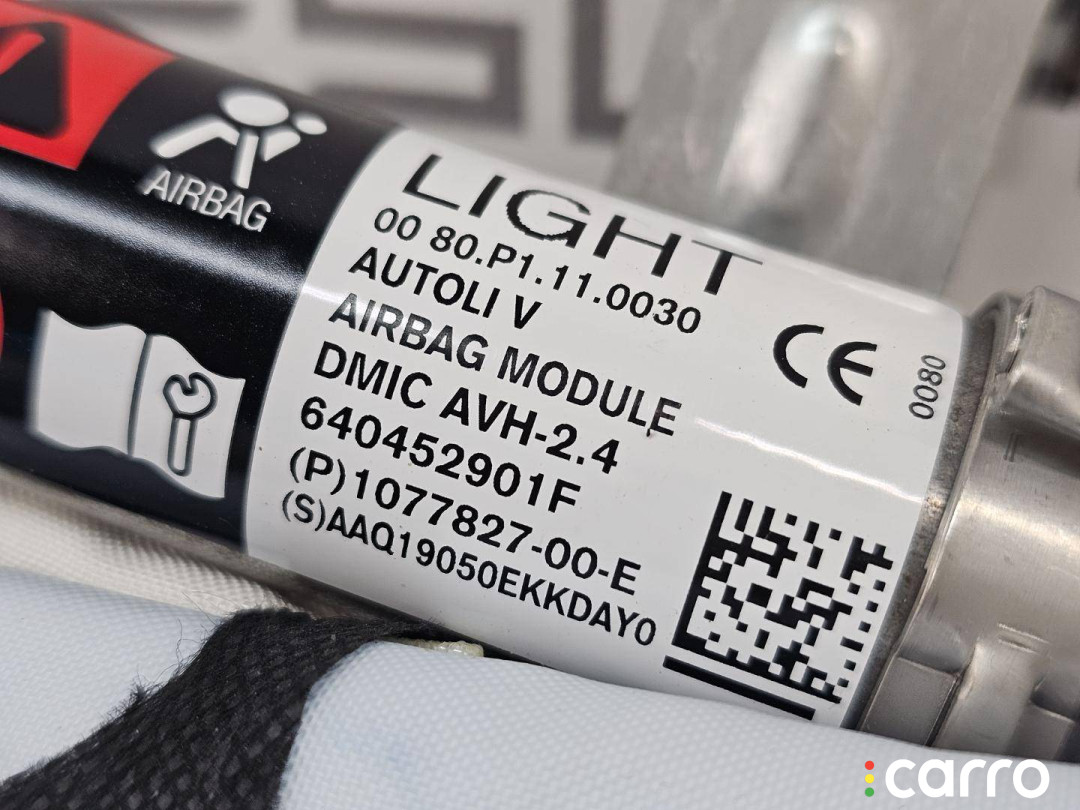 AIRBAG
LIGHT
00 80.P1.11.0030
AUTOLI V
AIRBAG MODULE
DMIC AVH-2.4
640452901F
(P)1077827-00-E
(S)AAQ19050EKKDAY0
CE
0080
carro